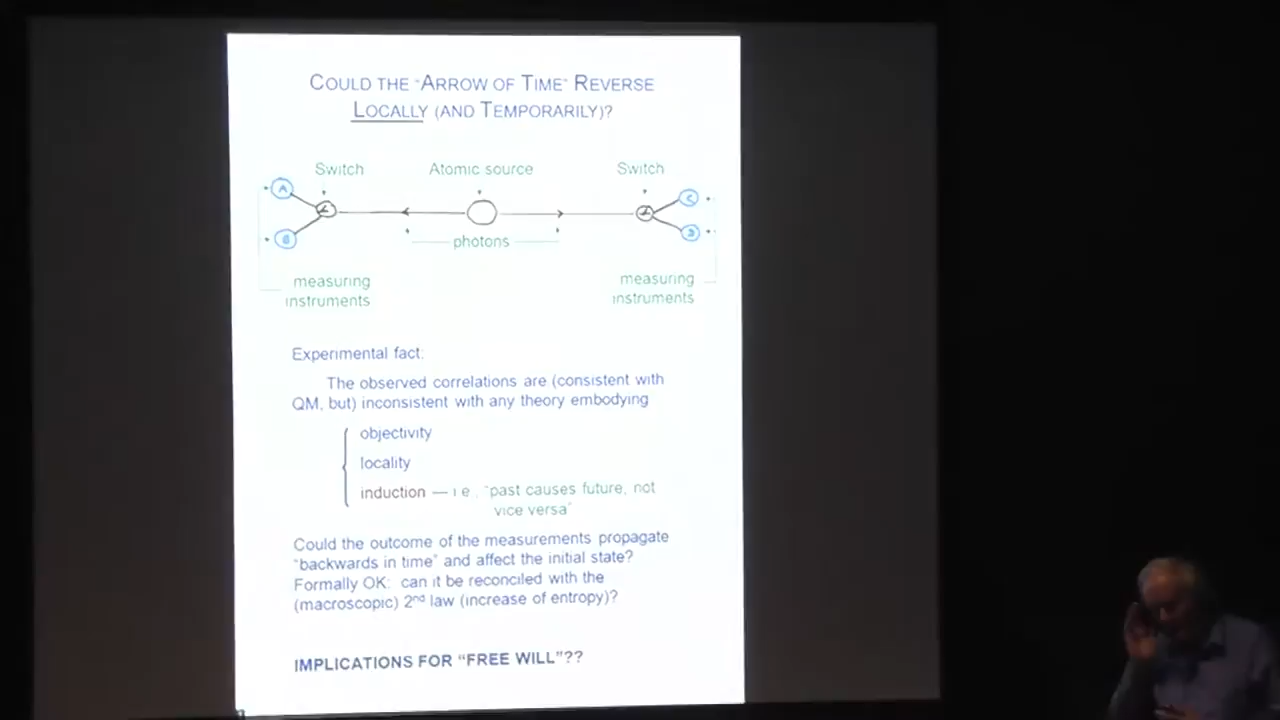 COULD THE "ARROW OF TIME" REVERSE
LOCALLY (AND TEMPORARILY)?
Switch Atomic source Switch
A C
B D
photons
measuring instruments
measuring instruments
Experimental fact:
The observed correlations are (consistent with
QM, but) inconsistent with any theory embodying
objectivity
locality
induction — i e , "past causes future, not
vice versa"
Could the outcome of the measurements propagate
"backwards in time" and affect the initial state?
Formally OK: can it be reconciled with the
(macroscopic) 2nd law (increase of entropy)?
IMPLICATIONS FOR "FREE WILL"??